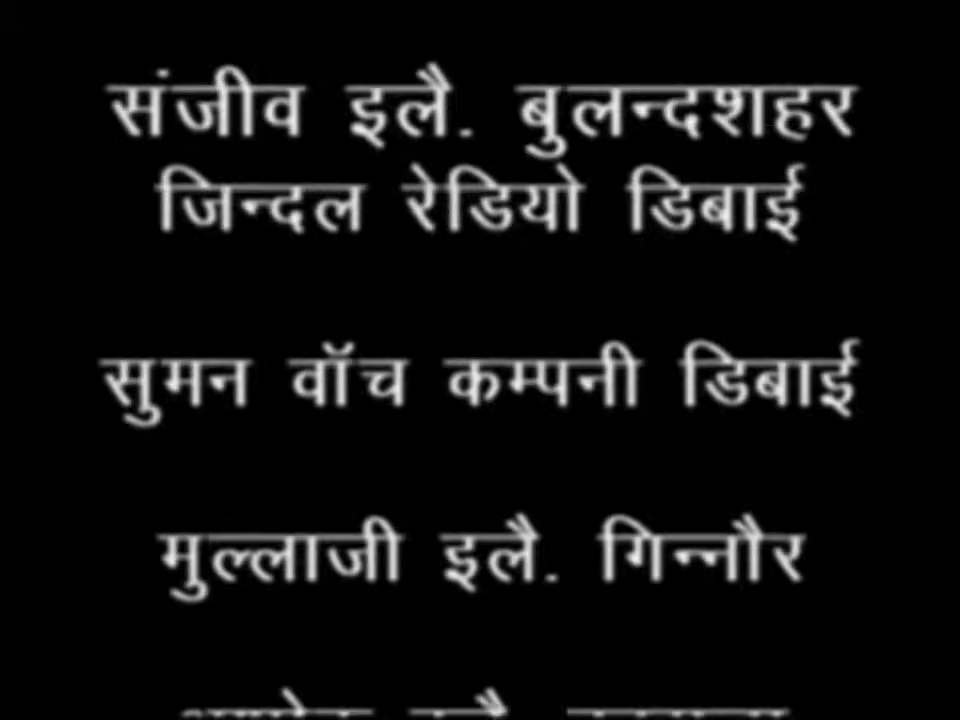 संजीव इलै. बुलन्दशहर
जिन्दल रेडियो डिबाई
सुमन वॉच कम्पनी डिबाई
मुल्लाजी इलै. गिन्नौर